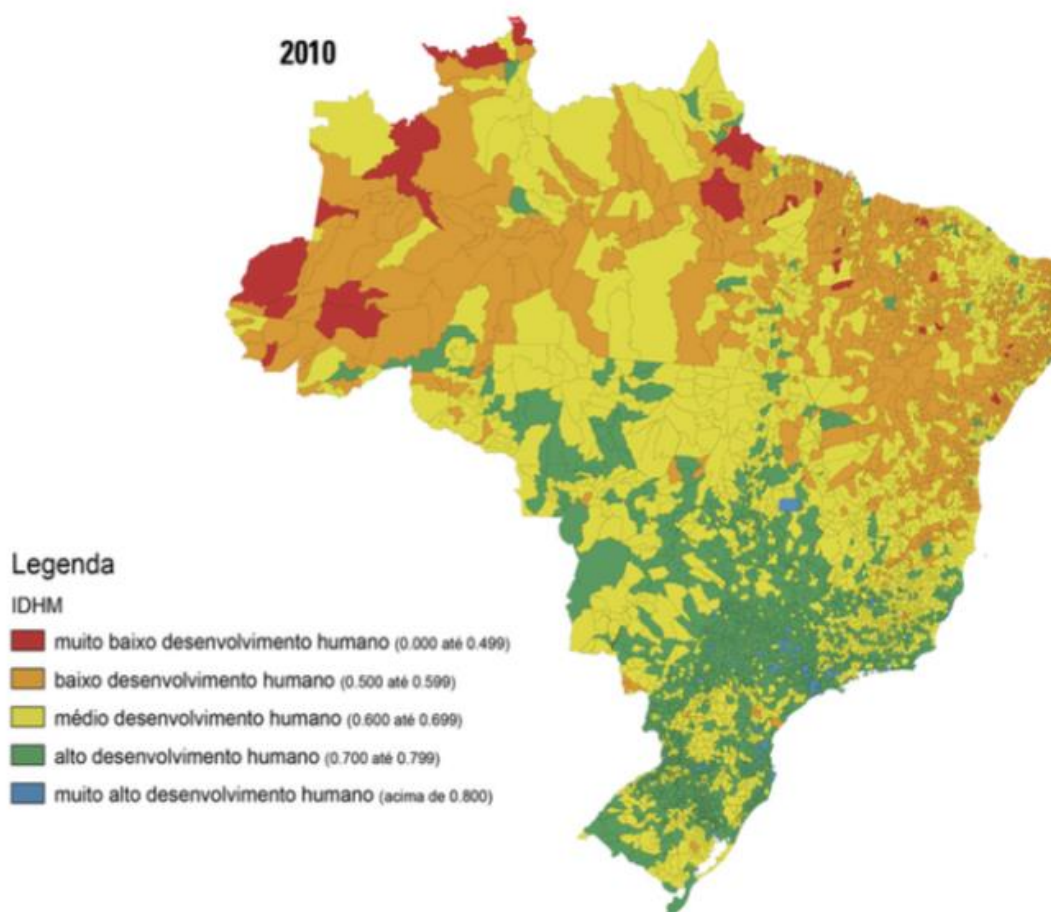 2010
Legenda
IDHM
muito baixo desenvolvimento humano (0.000 até 0.499)
baixo desenvolvimento humano (0.500 até 0.599)
médio desenvolvimento humano (0.600 até 0.699)
alto desenvolvimento humano (0.700 até 0.799)
muito alto desenvolvimento humano (acima de 0.800)